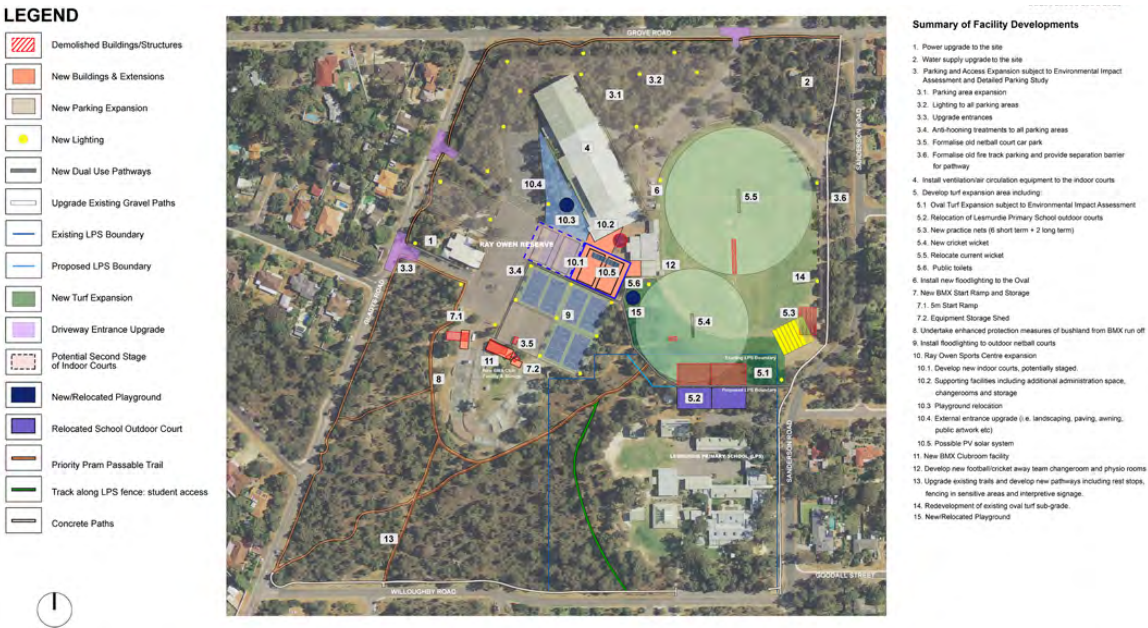 LEGEND
Demolished Buildings/Structures
New Buildings & Extensions
New Parking Expansion
New Lighting
New Dual Use Pathways
Upgrade Existing Gravel Paths
Existing LPS Boundary
Proposed LPS Boundary
New Turf Expansion
Driveway Entrance Upgrade
Potential Second Stage
of Indoor Courts
New/Relocated Playground
Relocated School Outdoor Court
Priority Pram Passable Trail
Track along LPS fence: student access
Concrete Paths
GROVE ROAD
3.2
3.1
2
SANDERSON ROAD
4
10.4
6
5.5
3.6
10.3
10.2
1
RAY OWEN RESERVE
10.1
10.5
12
3.3
3.4
5.6
14
7.1
9
15
5.4
5.3
3.5
11
7.2
8
Existing LPS Boundary
5.1
Proposed LPS Boundary
5.2
LESMURDIE PRIMARY SCHOOL (LPS)
SANDERSON ROAD
13
WILLOUGHBY ROAD
GOODALL STREET
Summary of Facility Developments
1. Power upgrade to the site
2. Water supply upgrade to the site
3. Parking and Access Expansion subject to Environmental Impact
Assessment and Detailed Parking Study
3.1. Parking area expansion
3.2. Lighting to all parking areas
3.3. Upgrade entrances
3.4. Anti-hooning treatments to all parking areas
3.5. Formalise old netball court car park
3.6. Formalise old fire track parking and provide separation barrier
for pathway
4. Install ventilation/air circulation equipment to the indoor courts
5. Develop turf expansion area including:
5.1 Oval Turf Expansion subject to Environmental Impact Assessment
5.2. Relocation of Lesmurdie Primary School outdoor courts
5.3. New practice nets (6 short term + 2 long term)
5.4. New cricket wicket
5.5. Relocate current wicket
5.6. Public toilets
6. Install new floodlighting to the Oval
7. New BMX Start Ramp and Storage
7.1. 5m Start Ramp
7.2. Equipment Storage Shed
8. Undertake enhanced protection measures of bushland from BMX run off
9. Install floodlighting to outdoor netball courts
10. Ray Owen Sports Centre expansion
10.1. Develop new indoor courts, potentially staged.
10.2. Supporting facilities including additional administration space,
changerooms and storage
10.3 Playground relocation
10.4. External entrance upgrade (i.e. landscaping, paving, awning,
public artwork etc)
10.5. Possible PV solar system
11. New BMX Clubroom facility
12. Develop new football/cricket away team changeroom and physio rooms
13. Upgrade existing trails and develop new pathways including rest stops,
fencing in sensitive areas and interpretive signage.
14. Redevelopment of existing oval turf sub-grade.
15. New/Relocated Playground